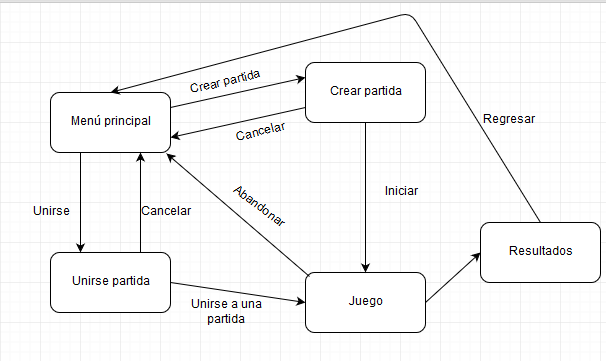 Crear partida
Crear partida
Menú principal
Cancelar
Regresar
Abandonar
Iniciar
Unirse
Cancelar
Resultados
Unirse partida
Unirse a una
partida
Juego